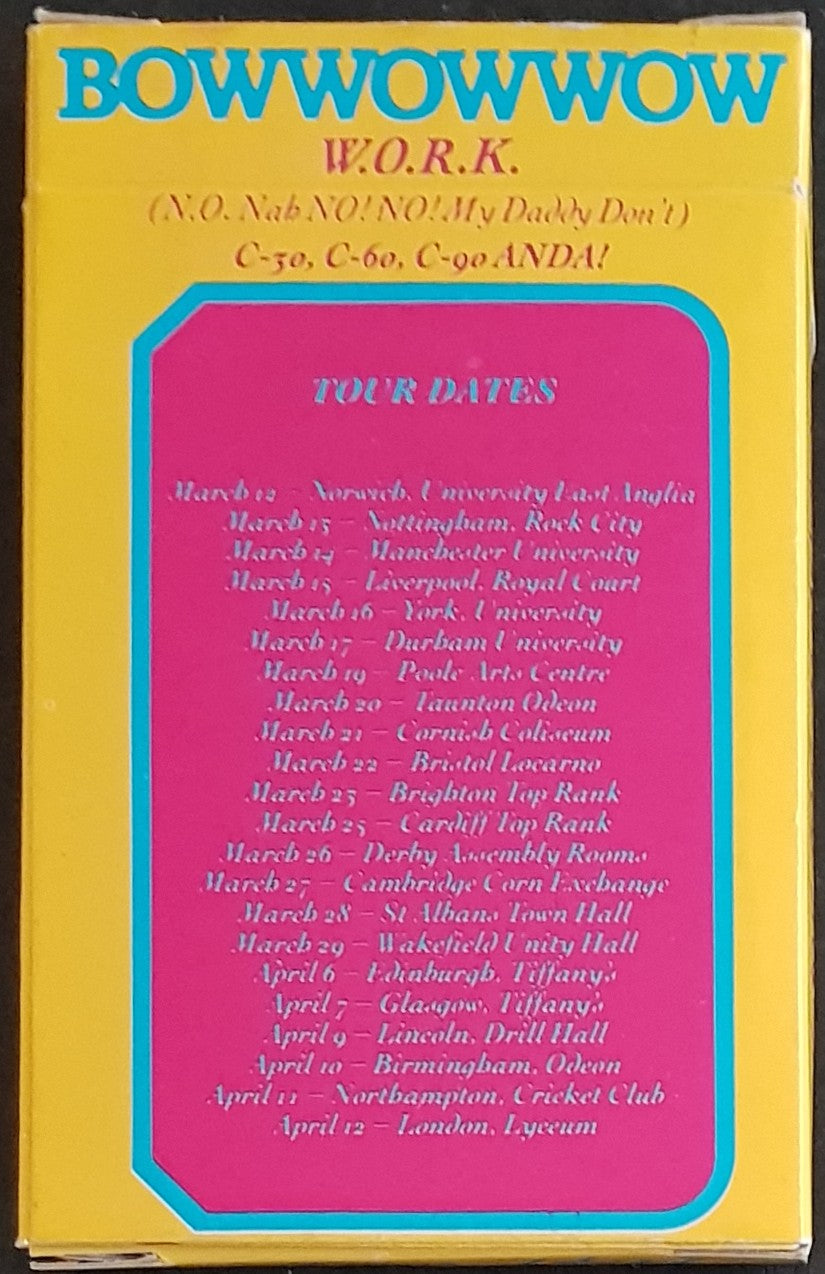 BOWWOWWOW
W.O.R.K.
(N.O. Nah NO! NO! My Daddy Don't)
C-30, C-60, C-90 ANDA!
TOUR DATES
March 12 – Norwich, University East Anglia
March 13 – Nottingham, Rock City
March 14 – Manchester University
March 15 – Liverpool, Royal Court
March 16 – York, University
March 17 – Durham University
March 19 – Poole Arts Centre
March 20 – Taunton Odeon
March 21 – Cornish Coliseum
March 22 – Bristol Locarno
March 23 – Brighton Top Rank
March 25 – Cardiff Top Rank
March 26 – Derby Assembly Rooms
March 27 – Cambridge Corn Exchange
March 28 – St Albans Town Hall
March 29 – Wakefield Unity Hall
April 6 – Edinburgh, Tiffany's
April 7 – Glasgow, Tiffany's
April 9 – Lincoln, Drill Hall
April 10 – Birmingham, Odeon
April 11 – Northampton, Cricket Club
April 12 – London, Lyceum